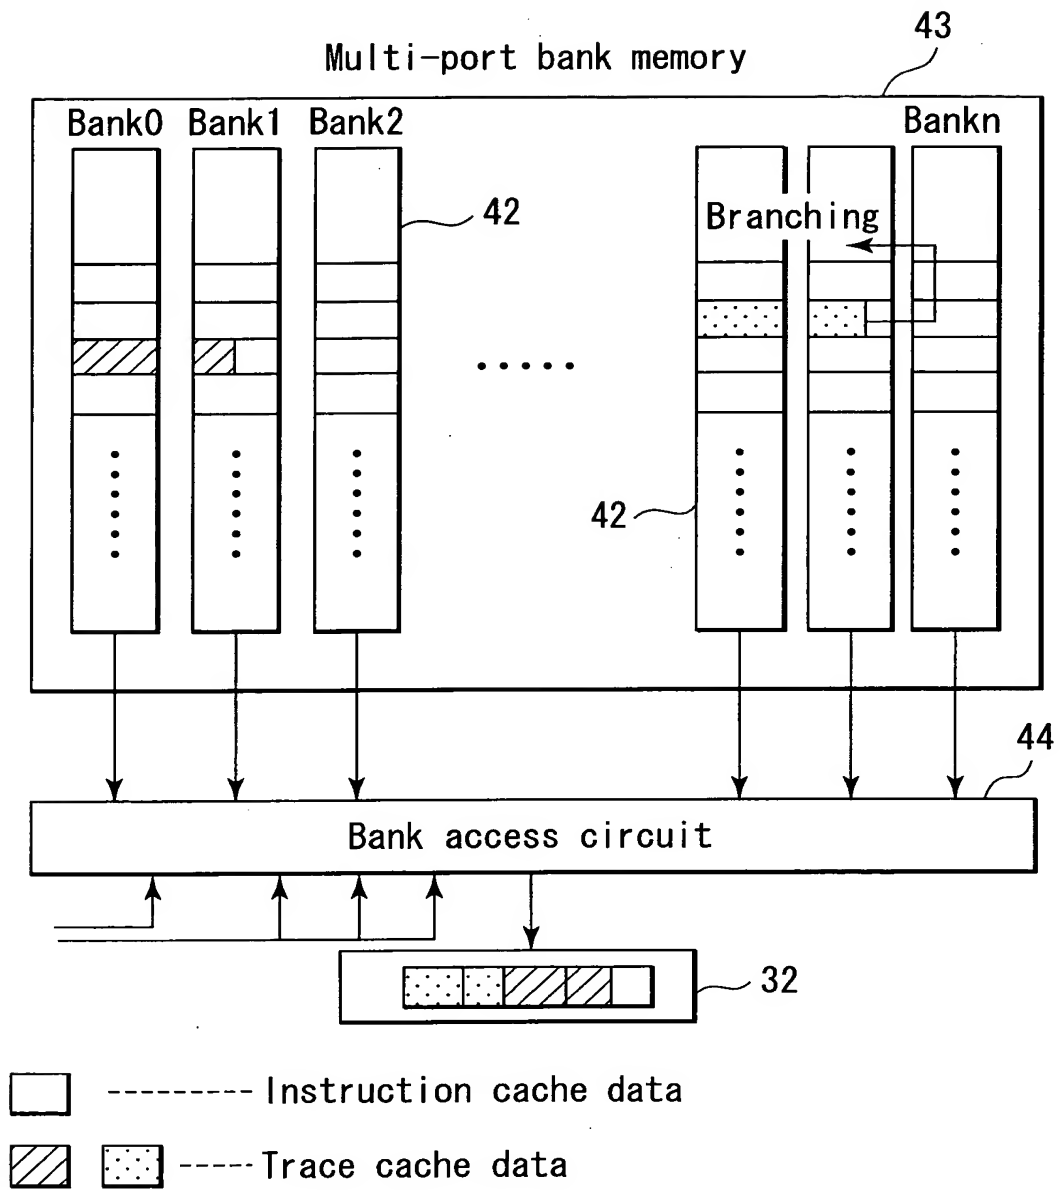 43
Multi-port bank memory
Bank0 Bank1 Bank2 Bankn
42
Branching
42
44
Bank access circuit
32
Instruction cache data
Trace cache data